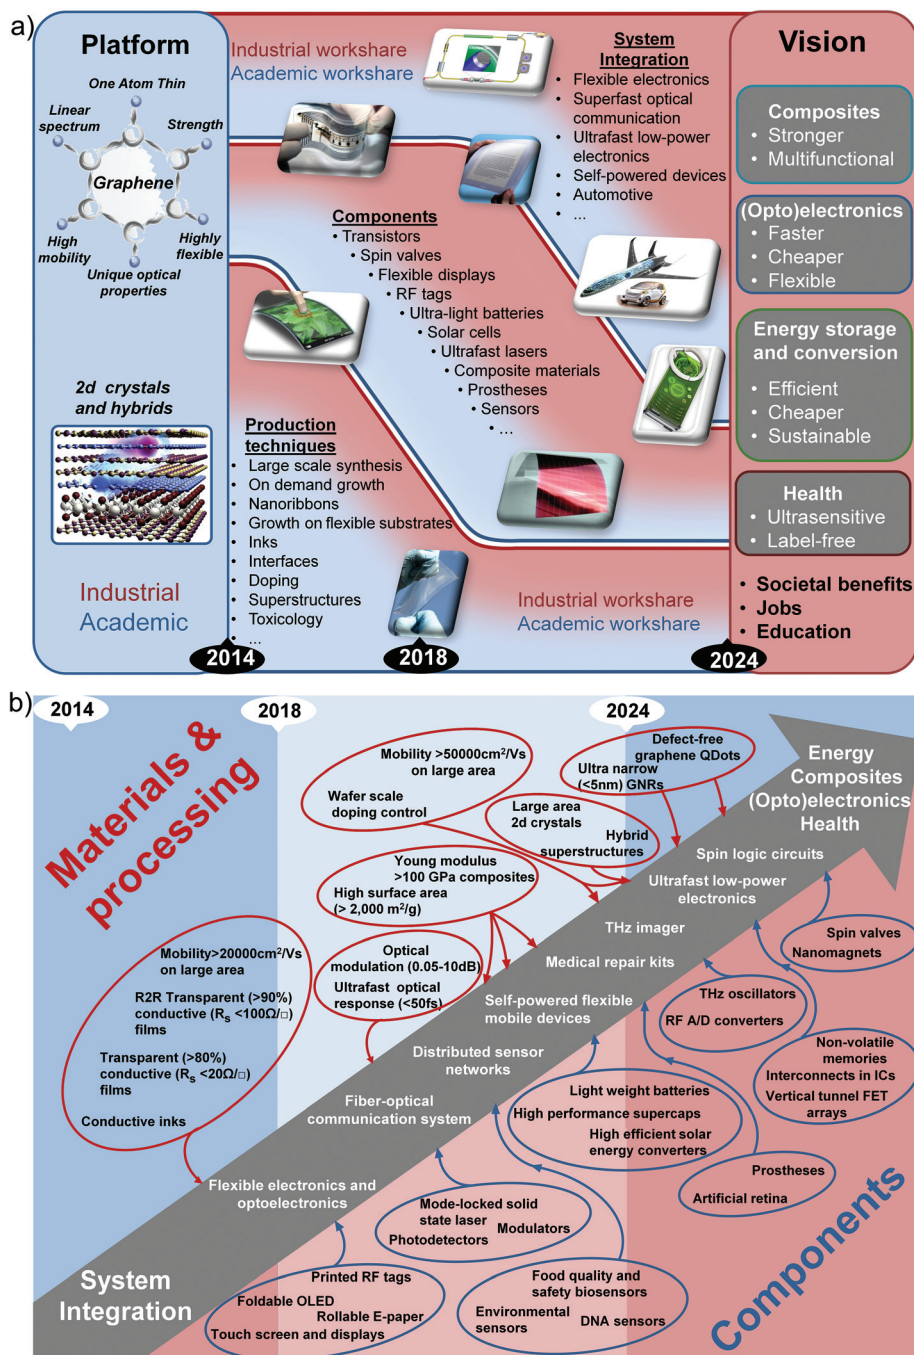 a)
Platform
One Atom Thin
Linear
spectrum
Strength
Graphene
High
mobility
Highly
flexible
Unique optical
properties
2d crystals
and hybrids
Industrial
Academic
Industrial workshare
Academic workshare
System
Integration
• Flexible electronics
• Superfast optical
communication
• Ultrafast low-power
electronics
• Self-powered devices
• Automotive
• ...
Components
• Transistors
• Spin valves
• Flexible displays
• RF tags
• Ultra-light batteries
• Solar cells
• Ultrafast lasers
• Composite materials
• Prostheses
• Sensors
• ...
Production
techniques
• Large scale synthesis
• On demand growth
• Nanoribbons
• Growth on flexible substrates
• Inks
• Interfaces
• Doping
• Superstructures
• Toxicology
• ...
Industrial workshare
Academic workshare
Vision
Composites
• Stronger
• Multifunctional
(Opto)electronics
• Faster
• Cheaper
• Flexible
Energy storage
and conversion
• Efficient
• Cheaper
• Sustainable
Health
• Ultrasensitive
• Label-free
• Societal benefits
• Jobs
• Education
2014
2018
2024
b)
2014
2018
2024
Materials &
processing
Mobility >50000cm²/Vs
on large area
Wafer scale
doping control
Defect-free
graphene QDots
Ultra narrow
(<5nm) GNRs
Large area
2d crystals
Hybrid
superstructures
Young modulus
>100 GPa composites
High surface area
(> 2,000 m²/g)
Optical
modulation (0.05-10dB)
Ultrafast optical
response (<50fs)
Mobility>20000cm²/Vs
on large area
R2R Transparent (>90%)
conductive (Rs <100Ω/□)
films
Transparent (>80%)
conductive (Rs <20Ω/□)
films
Conductive inks
Energy
Composites
(Opto)electronics
Health
Spin logic circuits
Ultrafast low-power
electronics
THz imager
Medical repair kits
Self-powered flexible
mobile devices
Distributed sensor
networks
Fiber-optical
communication system
Flexible electronics and
optoelectronics
System
Integration
Spin valves
Nanomagnets
THz oscillators
RF A/D converters
Non-volatile
memories
Interconnects in ICs
Vertical tunnel FET
arrays
Light weight batteries
High performance supercaps
High efficient solar
energy converters
Prostheses
Artificial retina
Mode-locked solid
state laser
Modulators
Photodetectors
Printed RF tags
Foldable OLED
Rollable E-paper
Touch screen and displays
Food quality and
safety biosensors
Environmental
sensors
DNA sensors
Components